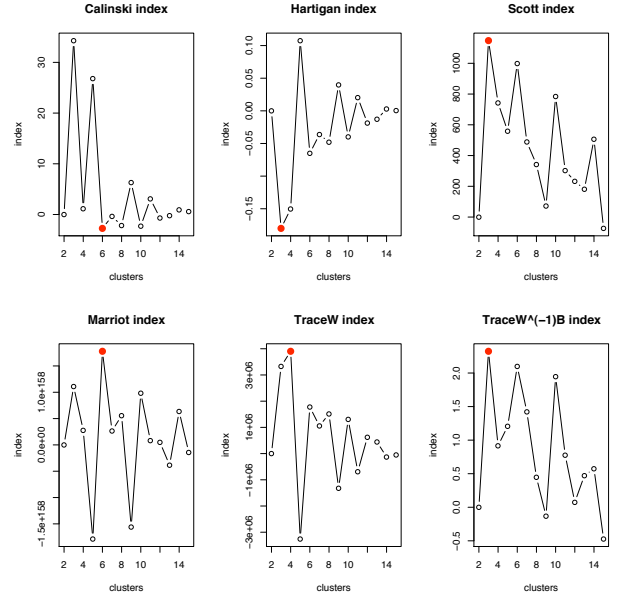 Calinski index
index
30
20
10
0
2 4 6 8 10 14
clusters
Hartigan index
index
0.10
0.05
0.00
−0.05
−0.15
2 4 6 8 10 14
clusters
Scott index
index
1000
800
600
400
200
0
2 4 6 8 10 14
clusters
Marriot index
index
1.0e+158
0.0e+00
−1.5e+158
2 4 6 8 10 14
clusters
TraceW index
index
3e+06
1e+06
−1e+06
−3e+06
2 4 6 8 10 14
clusters
TraceW^(−1)B index
index
2.0
1.5
1.0
0.5
0.0
−0.5
2 4 6 8 10 14
clusters